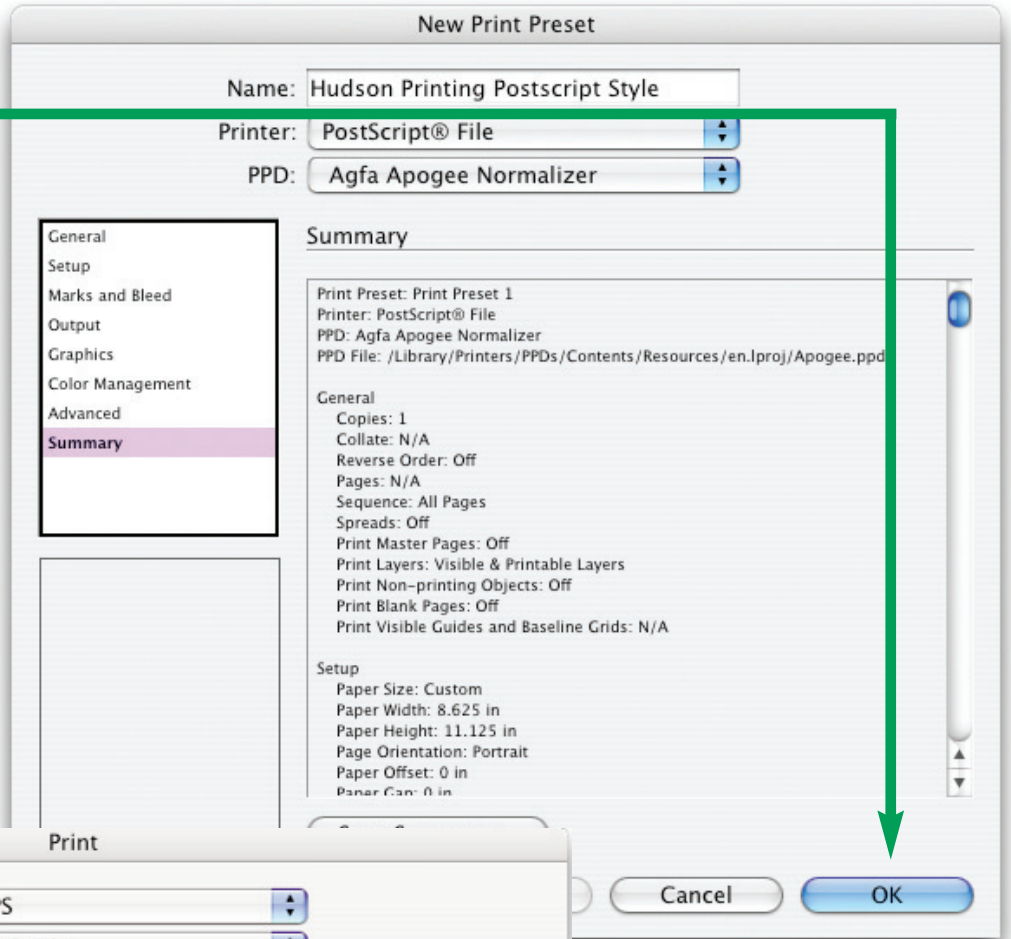 New Print Preset
Name: Hudson Printing Postscript Style
Printer: PostScript® File
PPD: Agfa Apogee Normalizer
General
Setup
Marks and Bleed
Output
Graphics
Color Management
Advanced
Summary
Summary
Print Preset: Print Preset 1
Printer: PostScript® File
PPD: Agfa Apogee Normalizer
PPD File: /Library/Printers/PPDs/Contents/Resources/en.lproj/Apogee.ppd
General
Copies: 1
Collate: N/A
Reverse Order: Off
Pages: N/A
Sequence: All Pages
Spreads: Off
Print Master Pages: Off
Print Layers: Visible & Printable Layers
Print Non-printing Objects: Off
Print Blank Pages: Off
Print Visible Guides and Baseline Grids: N/A
Setup
Paper Size: Custom
Paper Width: 8.625 in
Paper Height: 11.125 in
Page Orientation: Portrait
Paper Offset: 0 in
Paper Gap: 0 in
Cancel
OK
Print